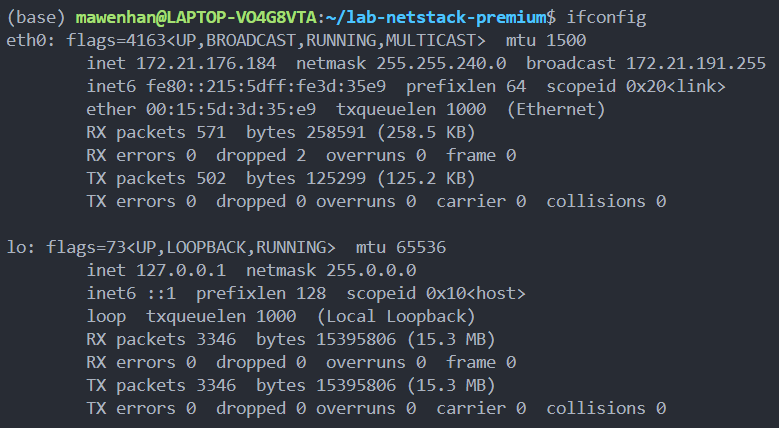 (base) mawenhan@LAPTOP-VO4G8VTA:~/lab-netstack-premium$ ifconfig
eth0: flags=4163<UP,BROADCAST,RUNNING,MULTICAST>  mtu 1500
        inet 172.21.176.184  netmask 255.255.240.0  broadcast 172.21.191.255
        inet6 fe80::215:5dff:fe3d:35e9  prefixlen 64  scopeid 0x20<link>
        ether 00:15:5d:3d:35:e9  txqueuelen 1000  (Ethernet)
        RX packets 571  bytes 258591 (258.5 KB)
        RX errors 0  dropped 2  overruns 0  frame 0
        TX packets 502  bytes 125299 (125.2 KB)
        TX errors 0  dropped 0 overruns 0  carrier 0  collisions 0

lo: flags=73<UP,LOOPBACK,RUNNING>  mtu 65536
        inet 127.0.0.1  netmask 255.0.0.0
        inet6 ::1  prefixlen 128  scopeid 0x10<host>
        loop  txqueuelen 1000  (Local Loopback)
        RX packets 3346  bytes 15395806 (15.3 MB)
        RX errors 0  dropped 0  overruns 0  frame 0
        TX packets 3346  bytes 15395806 (15.3 MB)
        TX errors 0  dropped 0 overruns 0  carrier 0  collisions 0